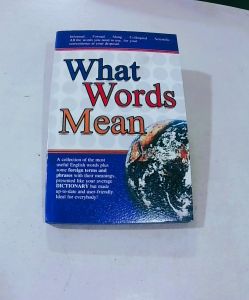 Informal Formal Slang Colloquial Scientific
All the words you need to use, for your
convenience at your disposal.
What
Words
Mean
A collection of the most
useful English words plus
some foreign terms and
phrases with their meanings,
presented like your average
DICTIONARY but made
up-to-date and user-friendly.
Ideal for everybody!